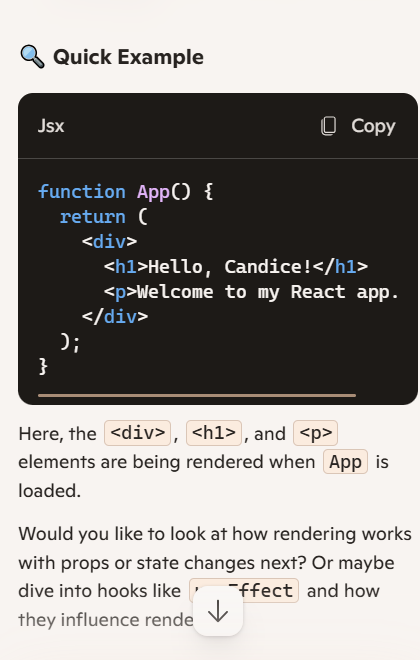 🔍 Quick Example
Jsx Copy
function App() {
  return (
    <div>
      <h1>Hello, Candice!</h1>
      <p>Welcome to my React app.
    </div>
  );
}
Here, the <div>, <h1>, and <p>
elements are being rendered when App is
loaded.
Would you like to look at how rendering works
with props or state changes next? Or maybe
dive into hooks like Effect and how
they influence